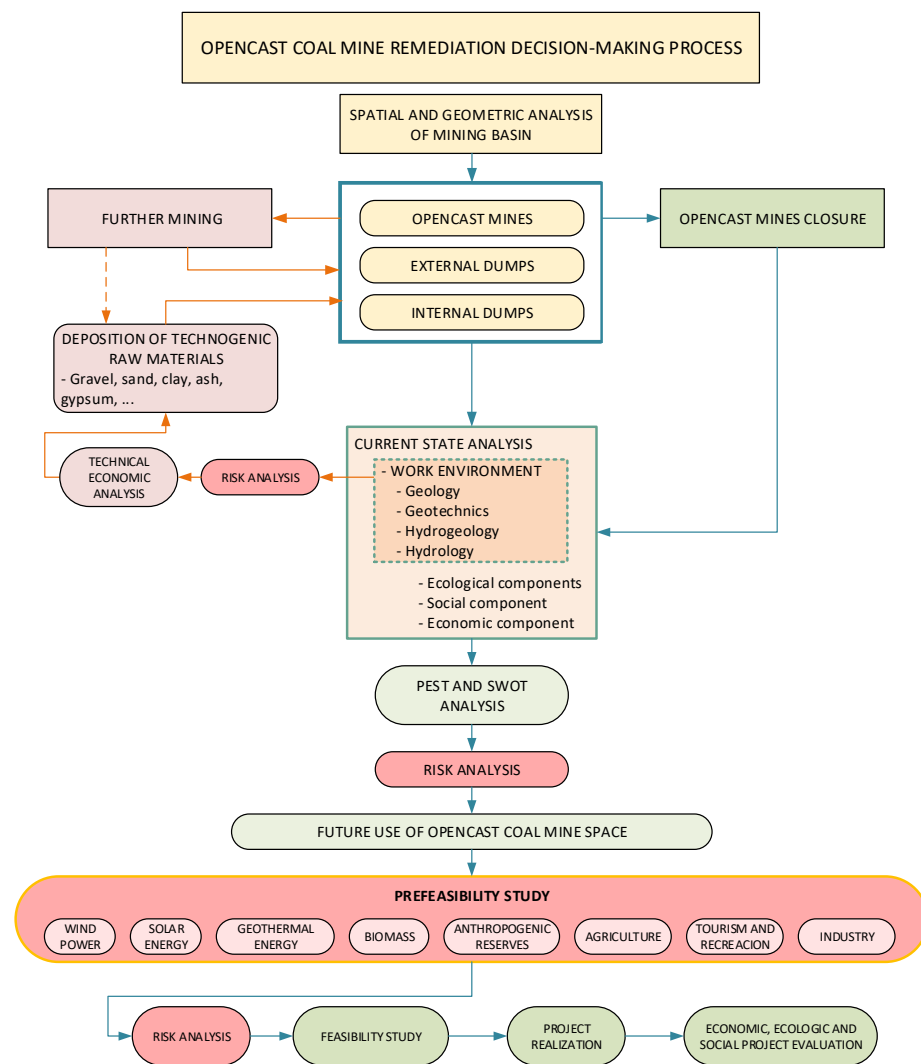 OPENCAST COAL MINE REMEDIATION DECISION-MAKING PROCESS
SPATIAL AND GEOMETRIC ANALYSIS
OF MINING BASIN
FURTHER MINING
OPENCAST MINES
OPENCAST MINES CLOSURE
EXTERNAL DUMPS
INTERNAL DUMPS
DEPOSITION OF TECHNOGENIC
RAW MATERIALS
- Gravel, sand, clay, ash,
gypsum, ...
CURRENT STATE ANALYSIS
- WORK ENVIRONMENT
- Geology
- Geotechnics
- Hydrogeology
- Hydrology
- Ecological components
- Social component
- Economic component
RISK ANALYSIS
TECHNICAL
ECONOMIC
ANALYSIS
PEST AND SWOT
ANALYSIS
RISK ANALYSIS
FUTURE USE OF OPENCAST COAL MINE SPACE
PREFEASIBILITY STUDY
WIND
POWER
SOLAR
ENERGY
GEOTHERMAL
ENERGY
BIOMASS
ANTHROPOGENIC
RESERVES
AGRICULTURE
TOURISM AND
RECREACION
INDUSTRY
RISK ANALYSIS
FEASIBILITY STUDY
PROJECT
REALIZATION
ECONOMIC, ECOLOGIC AND
SOCIAL PROJECT EVALUATION